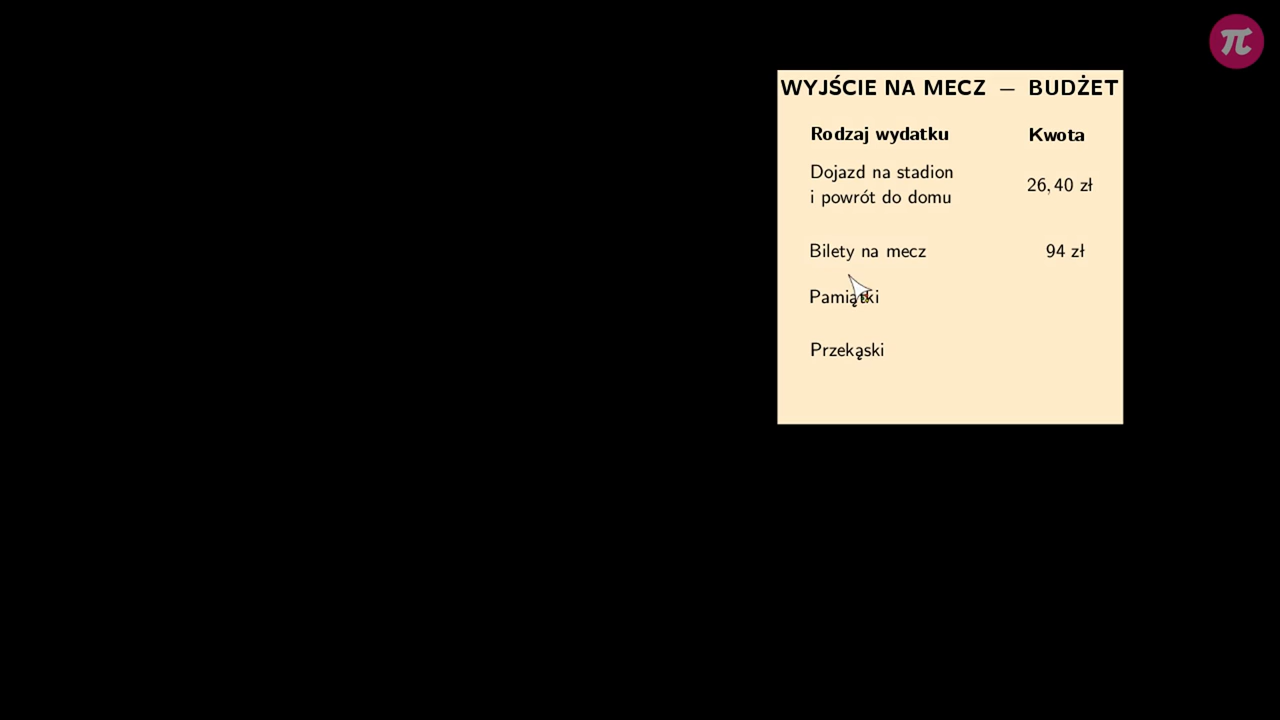 π
WYJŚCIE NA MECZ – BUDŻET
Rodzaj wydatku Kwota
Dojazd na stadion
i powrót do domu 26,40 zł
Bilety na mecz 94 zł
Pamiątki
Przekąski